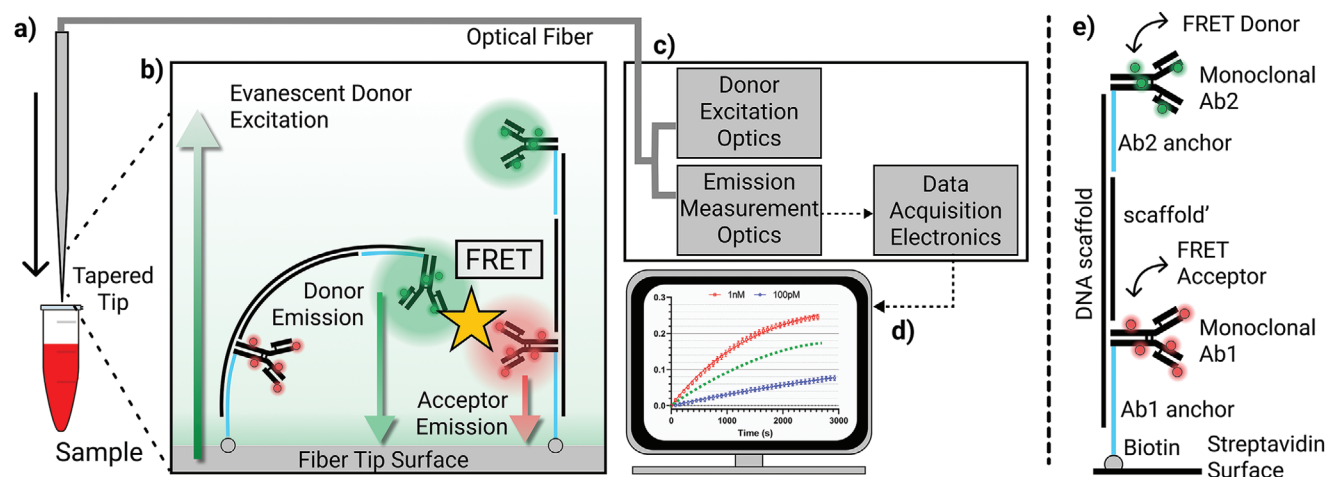 a)
Optical Fiber
Tapered
Tip
Sample
b)
Evanescent Donor
Excitation
FRET
Donor
Emission
Acceptor
Emission
Fiber Tip Surface
c)
Donor
Excitation
Optics
Emission
Measurement
Optics
Data
Acquisition
Electronics
d)
1nM 100pM
0.3
0.2
0.1
0.0
0 1000 2000 3000
Time (s)
e)
FRET Donor
Monoclonal
Ab2
Ab2 anchor
DNA scaffold
scaffold'
FRET
Acceptor
Monoclonal
Ab1
Ab1 anchor
Biotin
Streptavidin
Surface